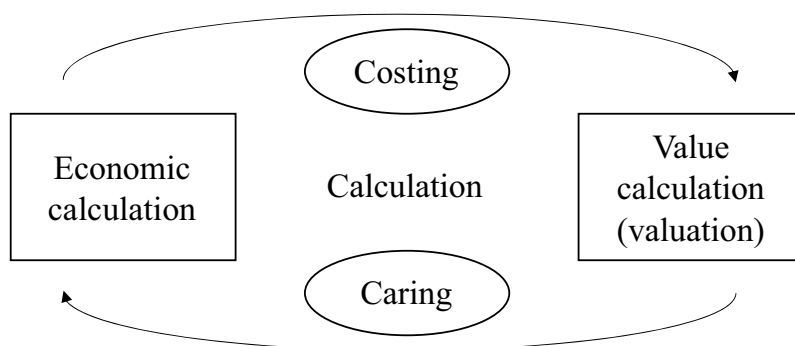 Costing
Economic
calculation
Calculation
Value
calculation
(valuation)
Caring